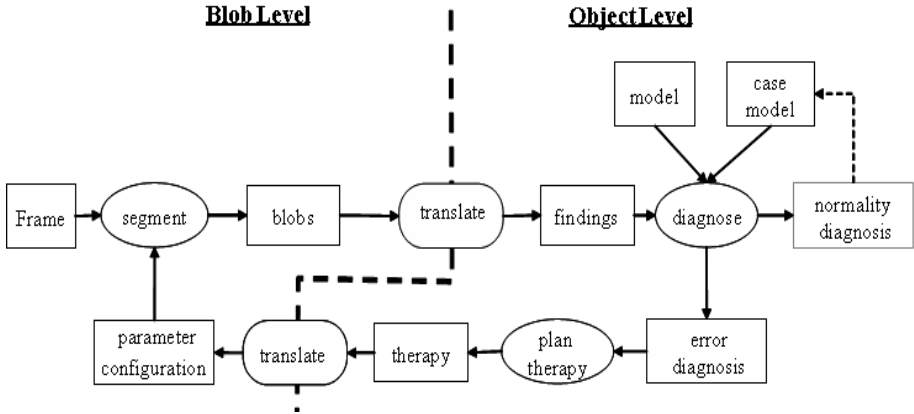 Blob Level
Object Level
model
case
model
Frame
segment
blobs
translate
findings
diagnose
normality
diagnosis
parameter
configuration
translate
therapy
plan
therapy
error
diagnosis